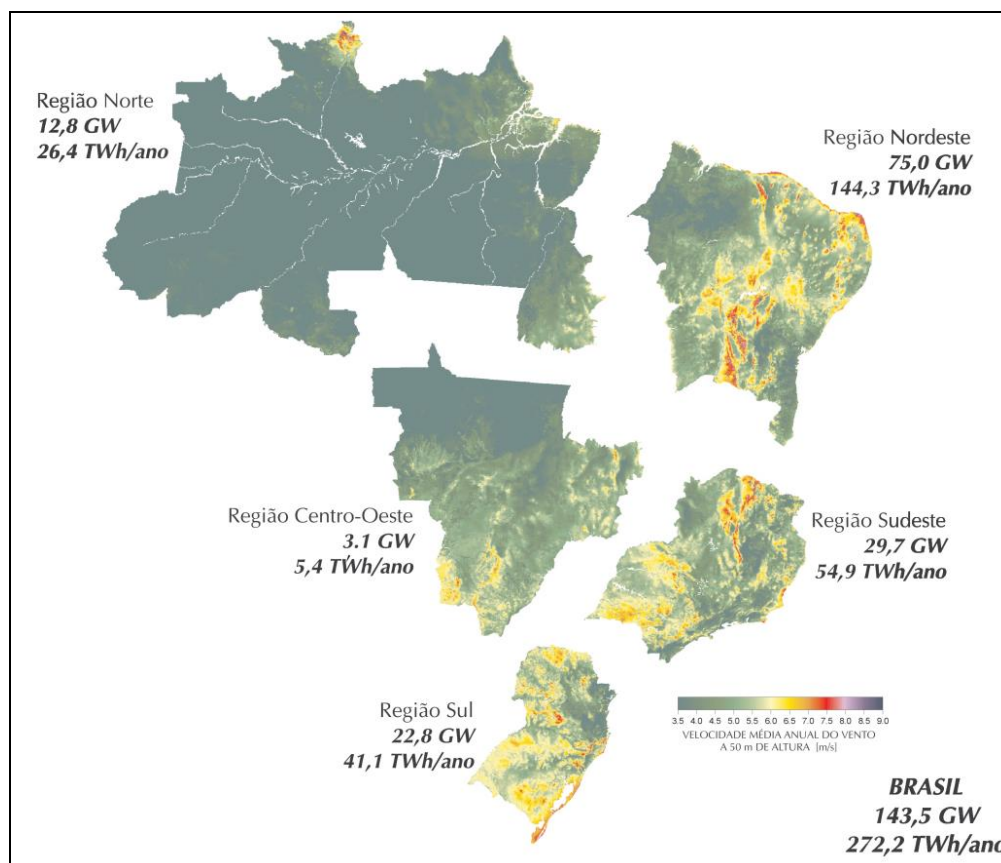 Região Norte
12,8 GW
26,4 TWh/ano
Região Nordeste
75,0 GW
144,3 TWh/ano
Região Centro-Oeste
3.1 GW
5,4 TWh/ano
Região Sudeste
29,7 GW
54,9 TWh/ano
Região Sul
22,8 GW
41,1 TWh/ano
3.5 4.0 4.5 5.0 5.5 6.0 6.5 7.0 7.5 8.0 8.5 9.0
VELOCIDADE MÉDIA ANUAL DO VENTO
A 50 m DE ALTURA [m/s]
BRASIL
143,5 GW
272,2 TWh/ano